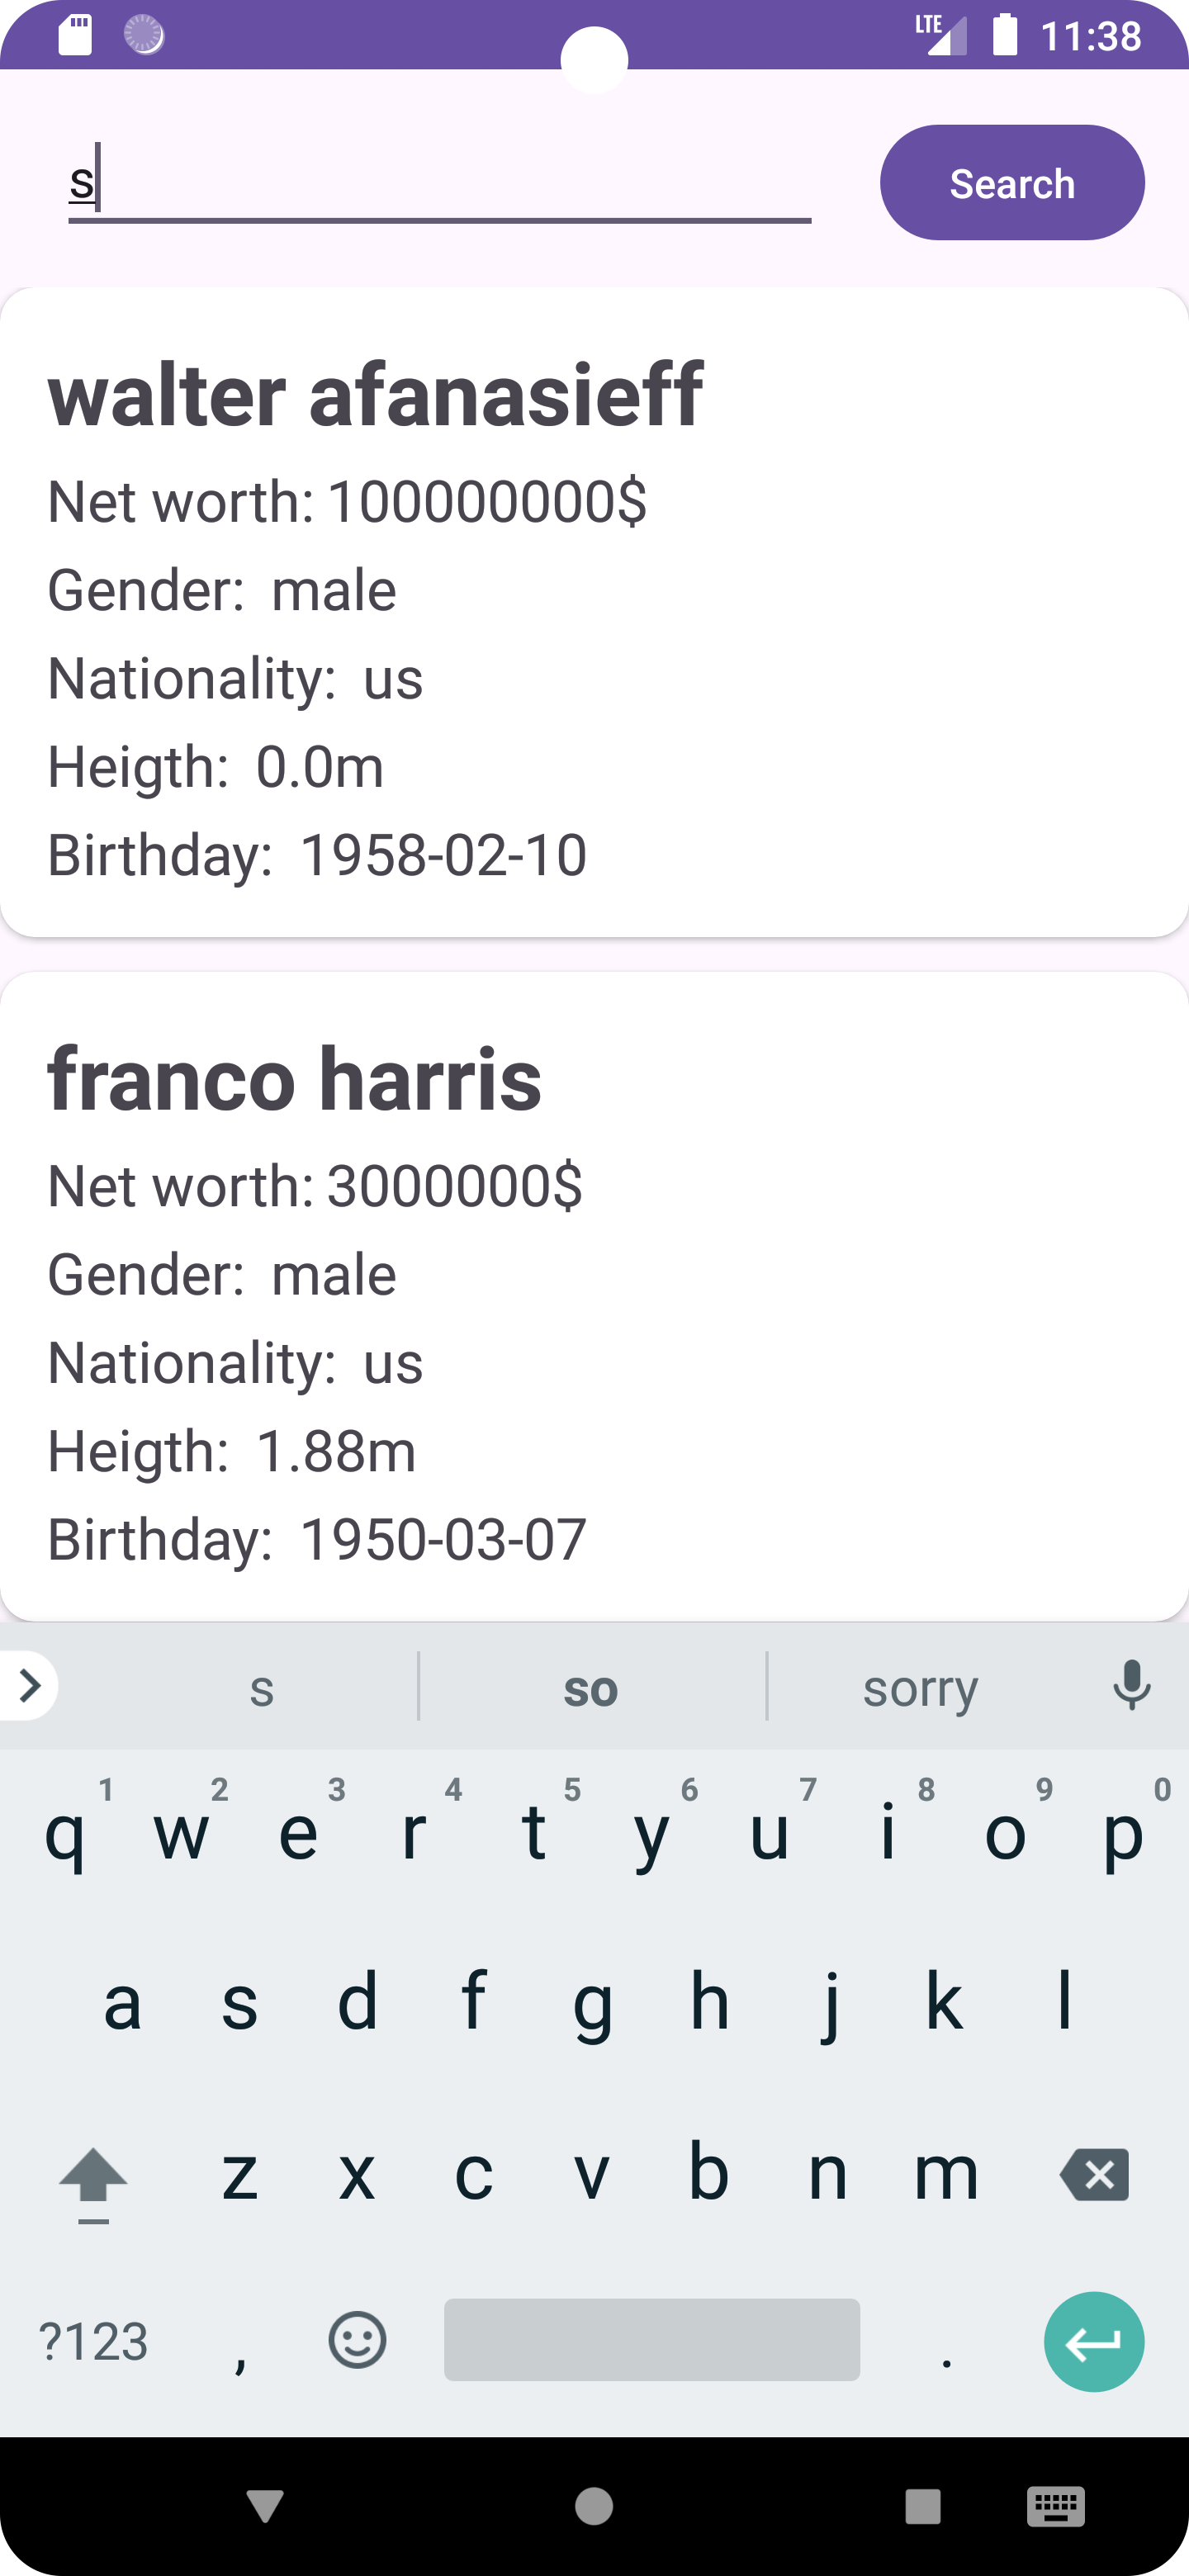 LTE 11:38
s
Search
walter afanasieff
Net worth: 100000000$
Gender: male
Nationality: us
Heigth: 0.0m
Birthday: 1958-02-10
franco harris
Net worth: 3000000$
Gender: male
Nationality: us
Heigth: 1.88m
Birthday: 1950-03-07
s so sorry
1 2 3 4 5 6 7 8 9 0
q w e r t y u i o p
a s d f g h j k l
z x c v b n m
?123 , .